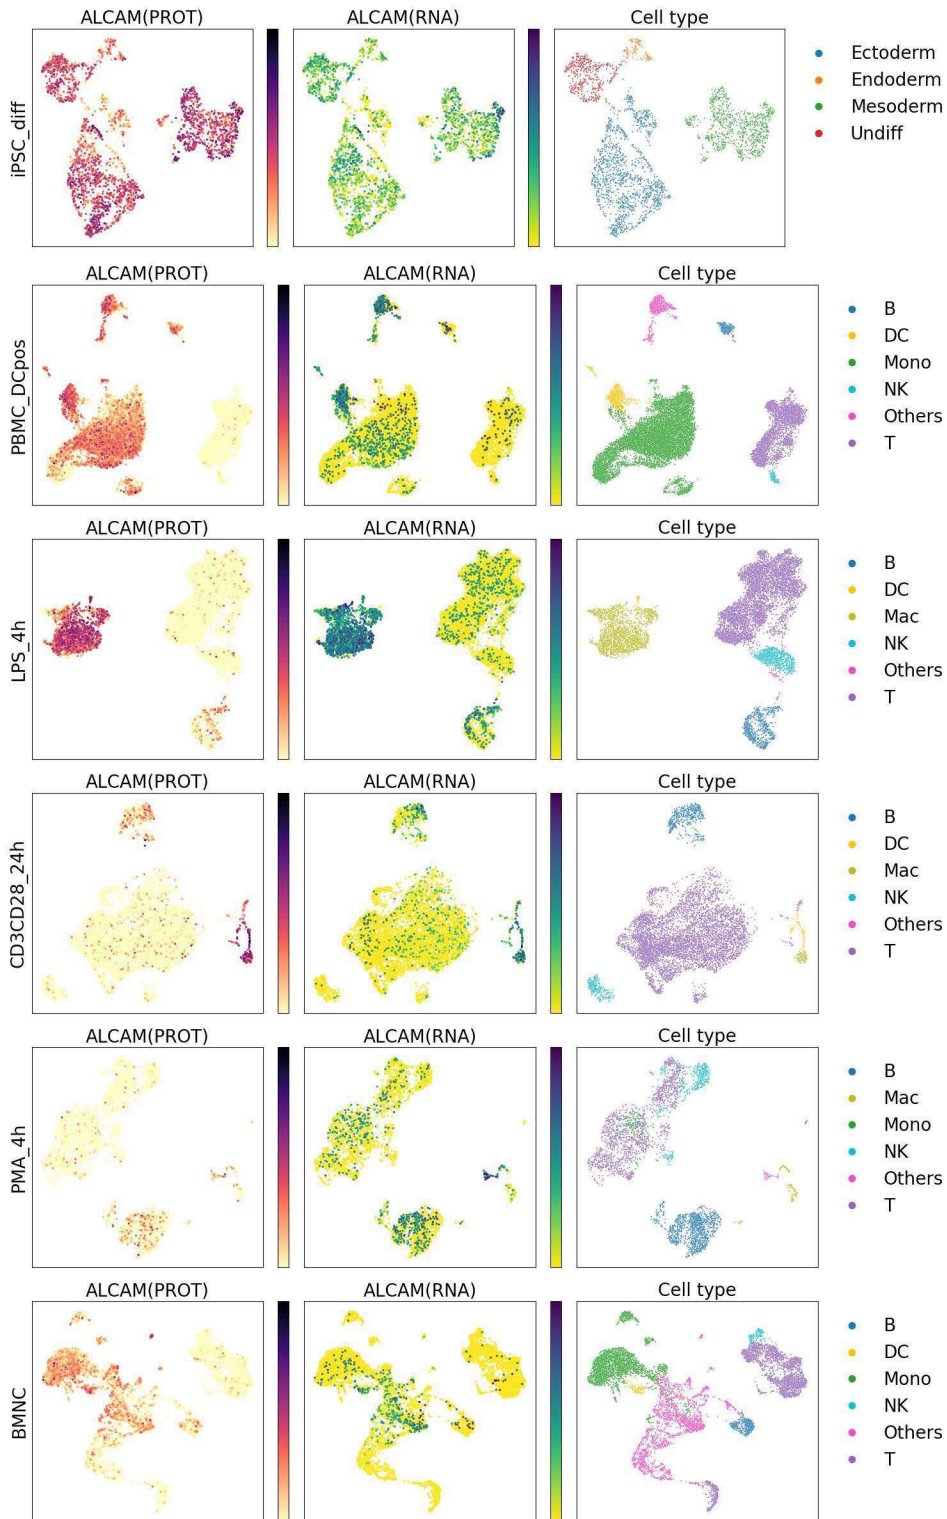 ALCAM(PROT) ALCAM(RNA) Cell type
iPSC_diff
Ectoderm
Endoderm
Mesoderm
Undiff
ALCAM(PROT) ALCAM(RNA) Cell type
PBMC_DCpos
B
DC
Mono
NK
Others
T
ALCAM(PROT) ALCAM(RNA) Cell type
LPS_4h
B
DC
Mac
NK
Others
T
ALCAM(PROT) ALCAM(RNA) Cell type
CD3CD28_24h
B
DC
Mac
NK
Others
T
ALCAM(PROT) ALCAM(RNA) Cell type
PMA_4h
B
Mac
Mono
NK
Others
T
ALCAM(PROT) ALCAM(RNA) Cell type
BMNC
B
DC
Mono
NK
Others
T